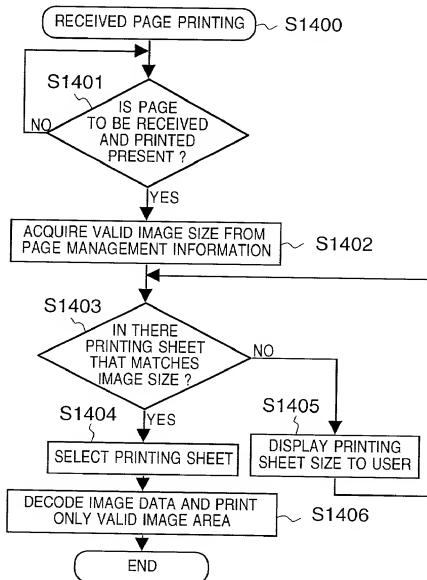 RECEIVED PAGE PRINTING
S1400
S1401
IS PAGE
TO BE RECEIVED
AND PRINTED
PRESENT ?
NO
YES
ACQUIRE VALID IMAGE SIZE FROM
PAGE MANAGEMENT INFORMATION
S1402
S1403
IN THERE
PRINTING SHEET
THAT MATCHES
IMAGE SIZE ?
NO
YES
S1404
SELECT PRINTING SHEET
S1405
DISPLAY PRINTING
SHEET SIZE TO USER
DECODE IMAGE DATA AND PRINT
ONLY VALID IMAGE AREA
S1406
END